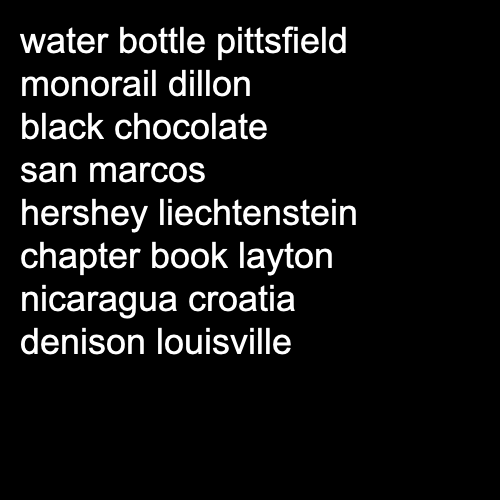 water bottle pittsfield
monorail dillon
black chocolate
san marcos
hershey liechtenstein
chapter book layton
nicaragua croatia
denison louisville